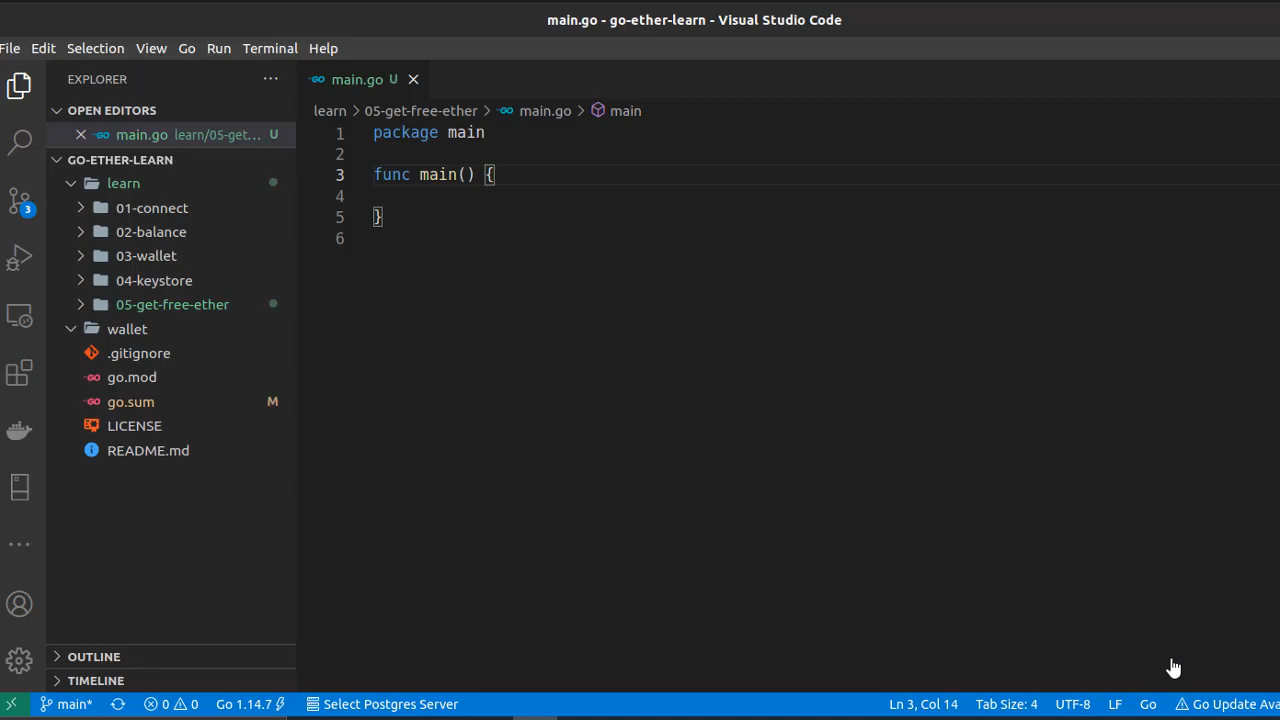 main.go - go-ether-learn - Visual Studio Code
File Edit Selection View Go Run Terminal Help
EXPLORER
main.go U
OPEN EDITORS
learn > 05-get-free-ether > main.go > main
main.go learn/05-get... U
GO-ETHER-LEARN
learn
01-connect
02-balance
03-wallet
04-keystore
05-get-free-ether
wallet
.gitignore
go.mod
go.sum M
LICENSE
README.md
1 package main
2
3 func main() {
4
5 }
6
3
OUTLINE
TIMELINE
main* 0 0 Go 1.14.7 Select Postgres Server Ln 3, Col 14 Tab Size: 4 UTF-8 LF Go Go Update Ava